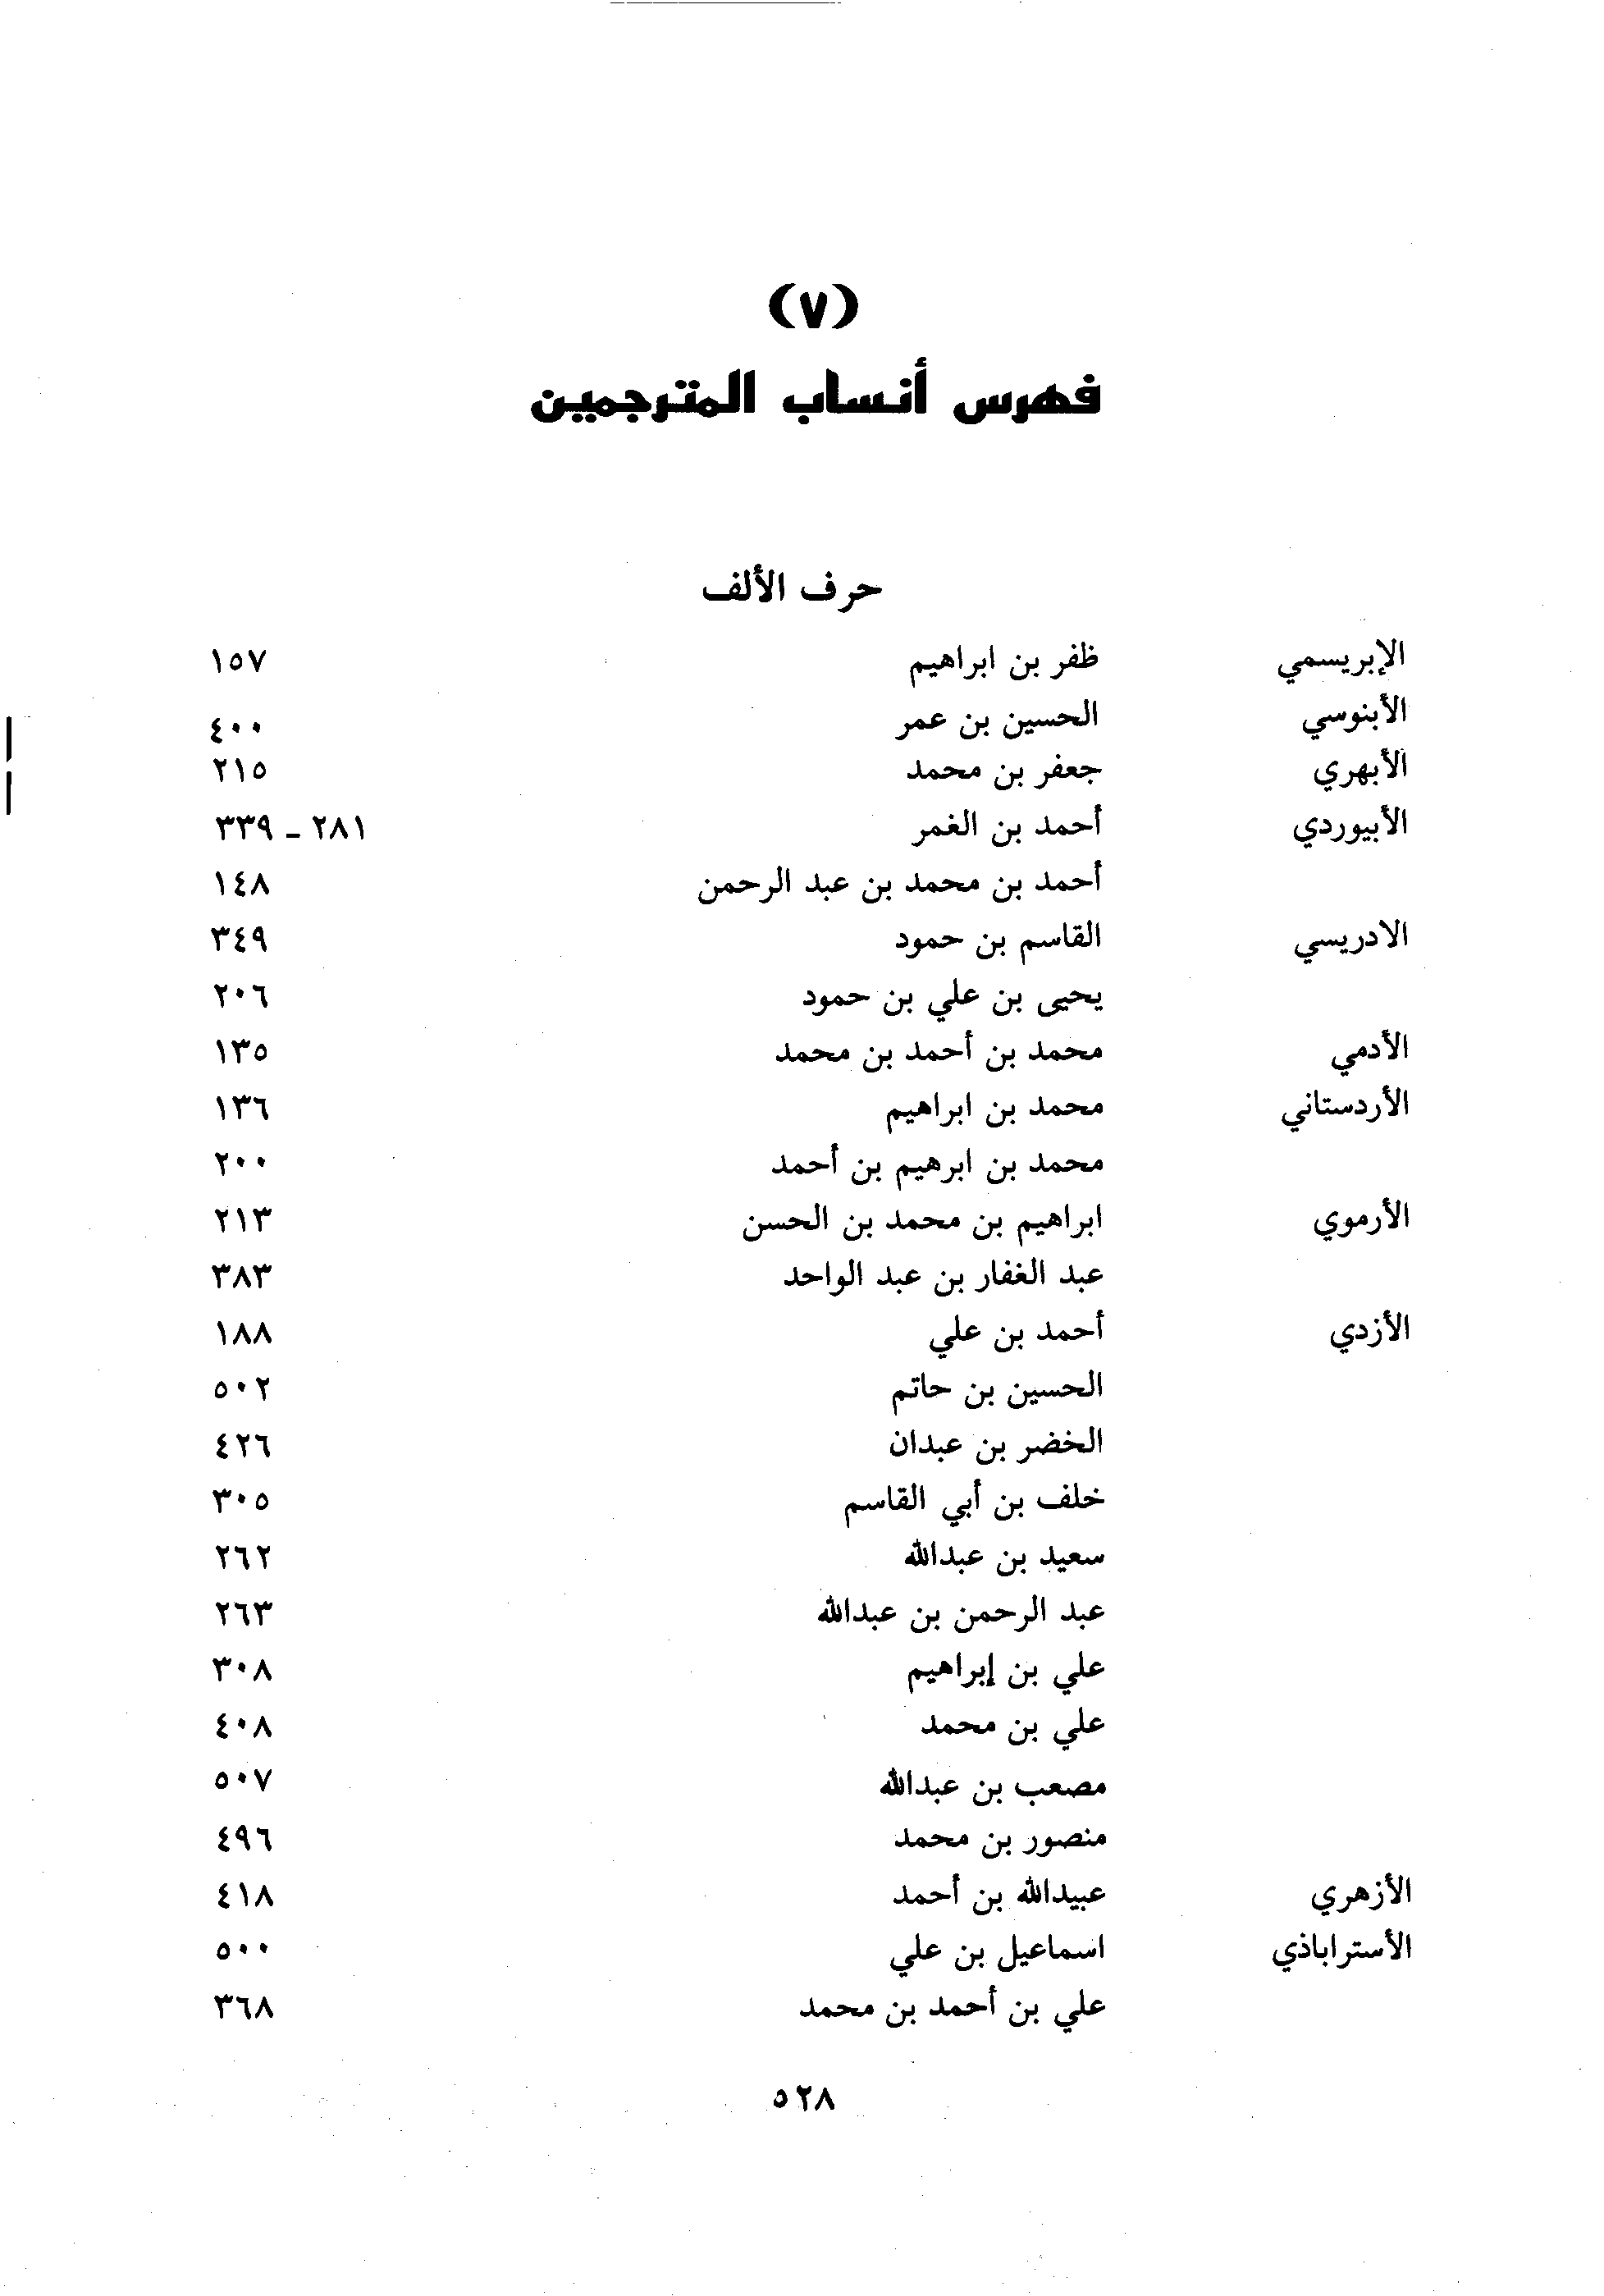 (٧)
فهرس أنساب المترجمين
حرف الألف
الإبريسمي ظفر بن ابراهيم ١٥٧
الأبنوسي الحسين بن عمر ٤٠٠
الأبهري جعفر بن محمد ٢١٥
الأبيوردي أحمد بن الغمر ٢٨١ - ٣٣٩
أحمد بن محمد بن عبد الرحمن ١٤٨
الادريسي القاسم بن حمود ٣٤٩
يحيى بن علي بن حمود ٢٠٦
الأدمي محمد بن أحمد بن محمد ١٣٥
الأردستاني محمد بن ابراهيم ١٣٦
محمد بن ابرهيم بن أحمد ٢٠٠
الأرموي ابراهيم بن محمد بن الحسن ٢١٣
عبد الغفار بن عبد الواحد ٣٨٣
الأزدي أحمد بن علي ١٨٨
الحسين بن حاتم ٥٠٢
الخضر بن عبدان ٤٢٦
خلف بن أبي القاسم ٣٠٥
سعيد بن عبدالله ٢٦٢
عبد الرحمن بن عبدالله ٢٦٣
علي بن إبراهيم ٣٠٨
علي بن محمد ٤٠٨
مصعب بن عبدالله ٥٠٧
منصور بن محمد ٤٩٦
الأزهري عبيدالله بن أحمد ٤١٨
الأستراباذي اسماعيل بن علي ٥٠٠
علي بن أحمد بن محمد ٣٦٨
٥٢٨